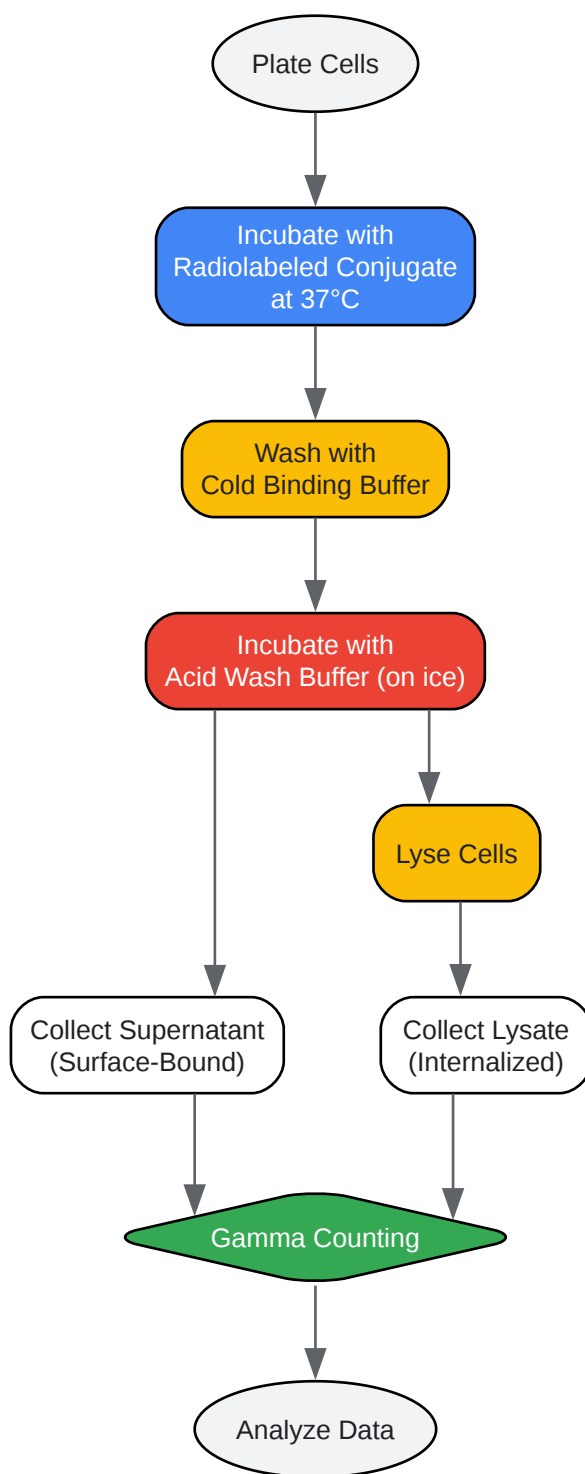 Plate Cells
Incubate with
Radiolabeled Conjugate
at 37°C
Wash with
Cold Binding Buffer
Incubate with
Acid Wash Buffer (on ice)
Lyse Cells
Collect Supernatant
(Surface-Bound)
Collect Lysate
(Internalized)
Gamma Counting
Analyze Data